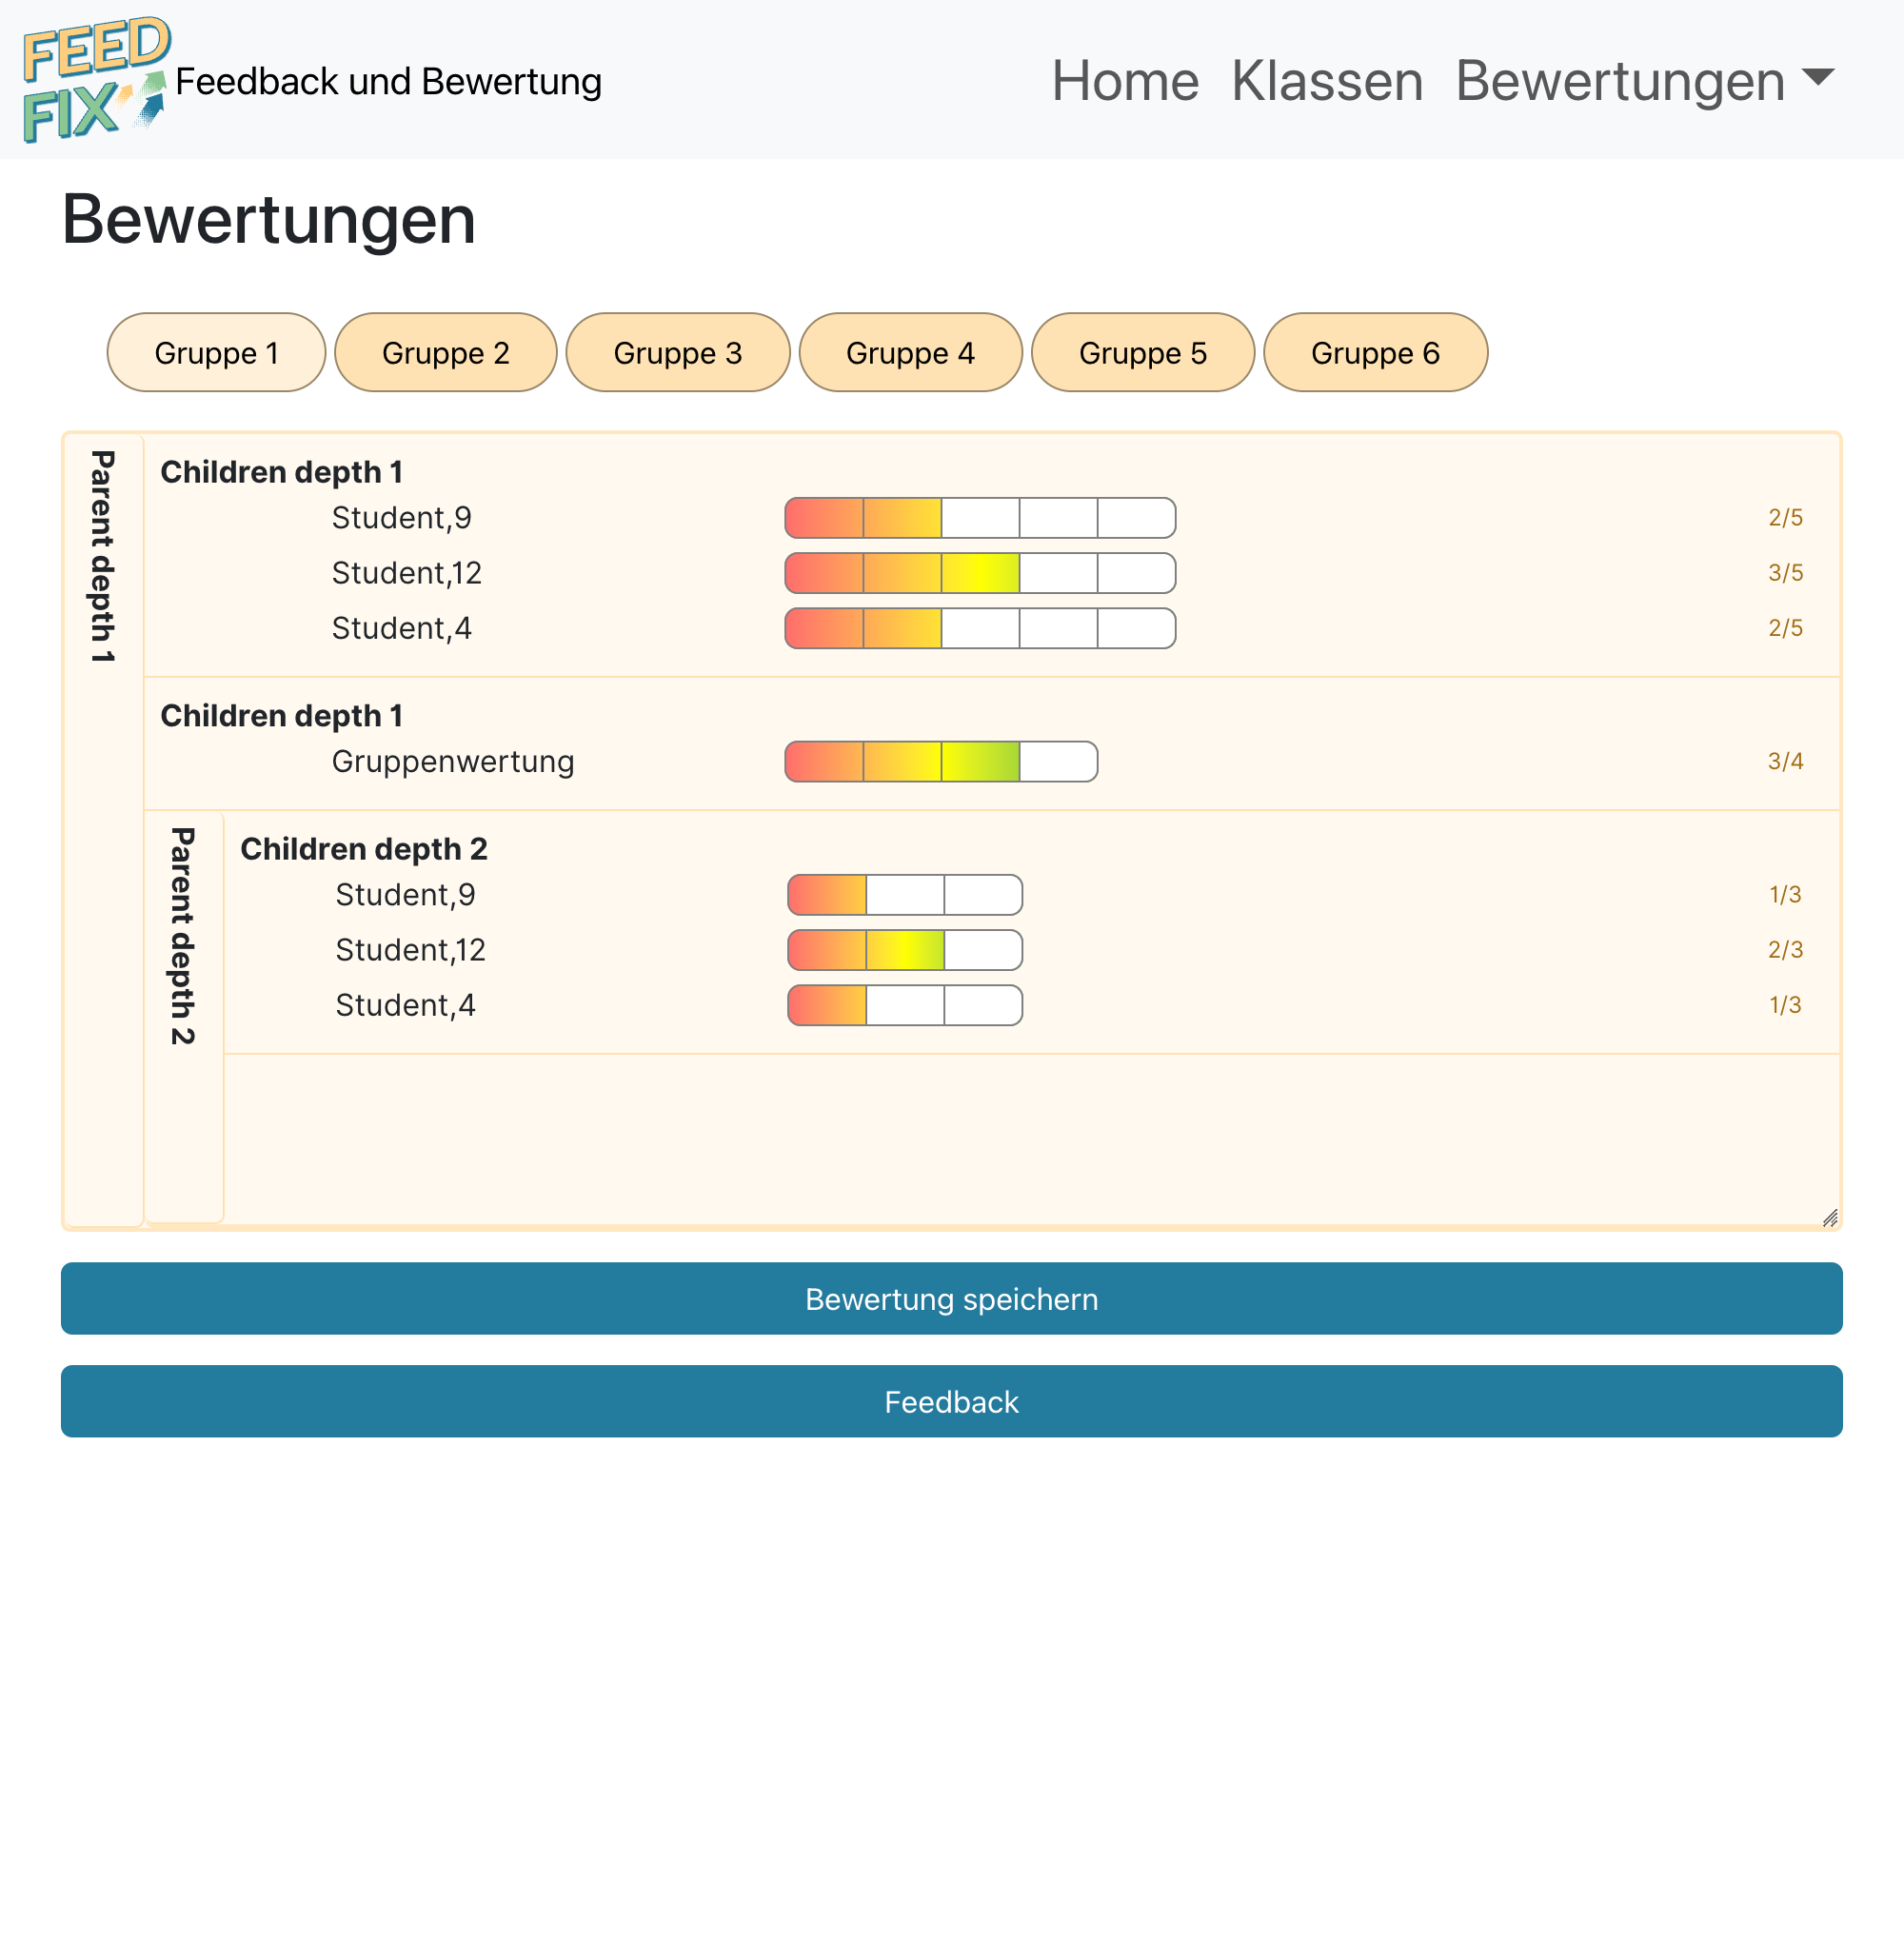 FEED
FIX
Feedback und Bewertung
Home Klassen Bewertungen
Bewertungen
Gruppe 1 Gruppe 2 Gruppe 3 Gruppe 4 Gruppe 5 Gruppe 6
Parent depth 1
Children depth 1
Student,9 2/5
Student,12 3/5
Student,4 2/5
Children depth 1
Gruppenwertung 3/4
Parent depth 2
Children depth 2
Student,9 1/3
Student,12 2/3
Student,4 1/3
Bewertung speichern
Feedback